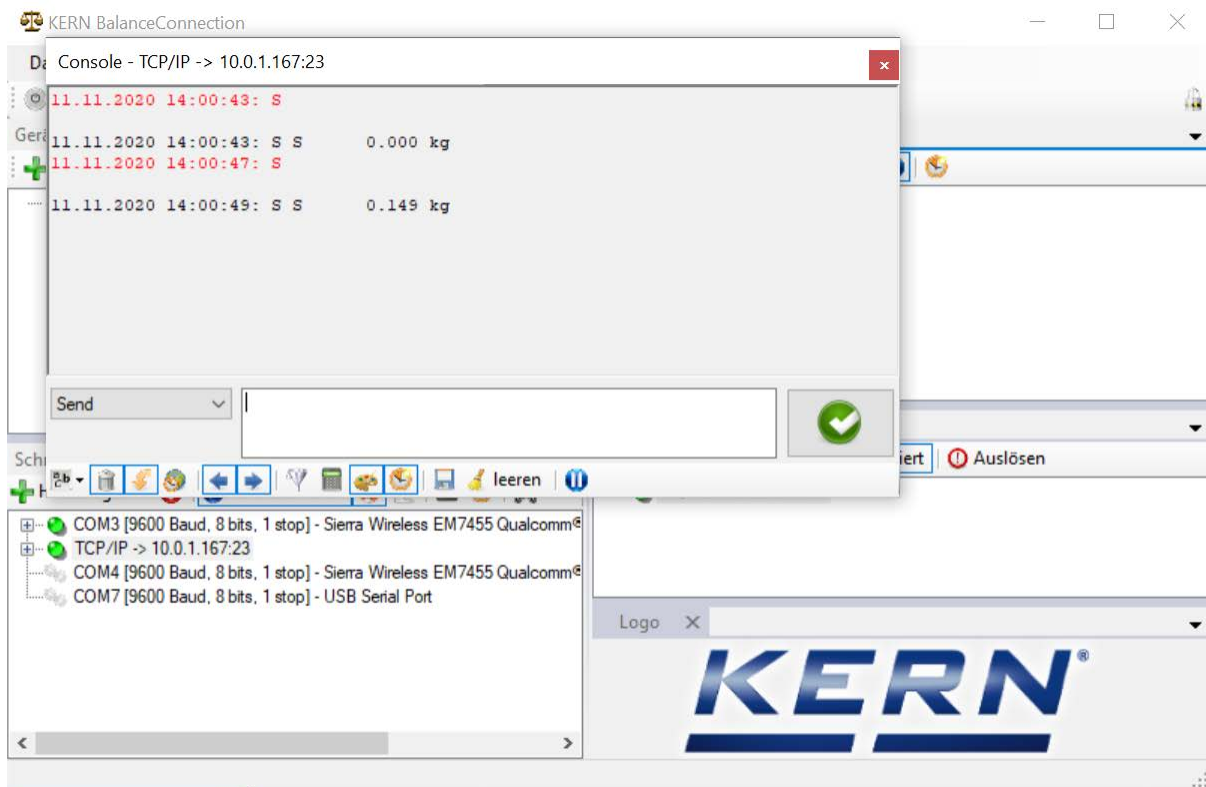 KERN BalanceConnection
Console - TCP/IP -> 10.0.1.167:23
11.11.2020 14:00:43: S
11.11.2020 14:00:43: S S      0.000 kg
11.11.2020 14:00:47: S
11.11.2020 14:00:49: S S      0.149 kg
Send
leeren
Auslösen
COM3 [9600 Baud, 8 bits, 1 stop] - Sierra Wireless EM7455 Qualcomm®
TCP/IP -> 10.0.1.167:23
COM4 [9600 Baud, 8 bits, 1 stop] - Sierra Wireless EM7455 Qualcomm®
COM7 [9600 Baud, 8 bits, 1 stop] - USB Serial Port
Logo
KERN®